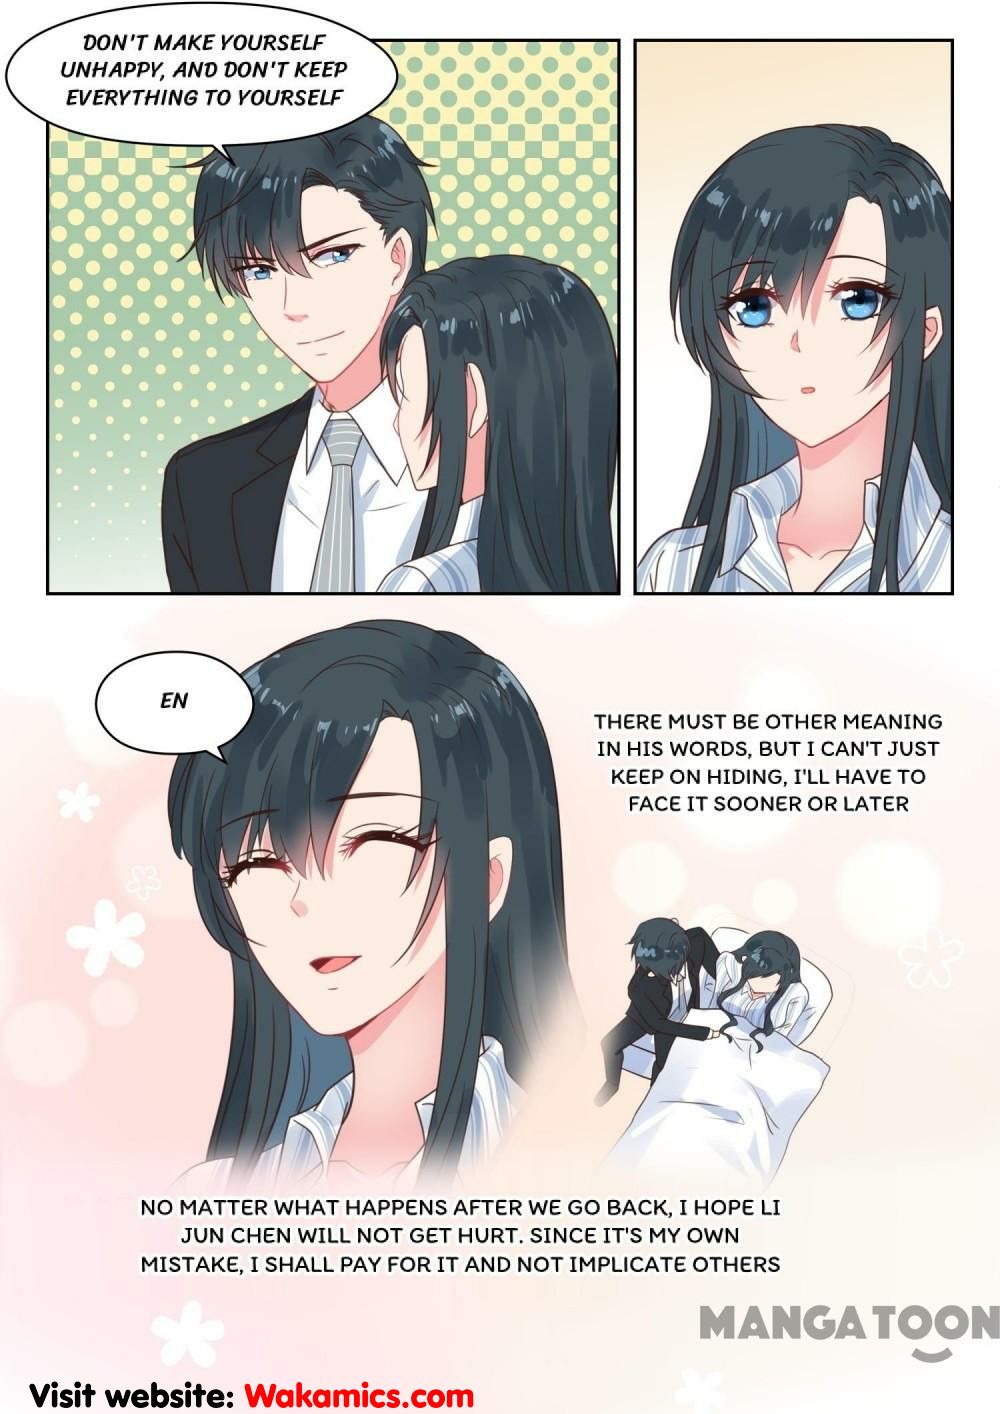 DON'T MAKE YOURSELF
UNHAPPY, AND DON'T KEEP
EVERYTHING TO YOURSELF
EN
THERE MUST BE OTHER MEANING
IN HIS WORDS, BUT I CAN'T JUST
KEEP ON HIDING, I'LL HAVE TO
FACE IT SOONER OR LATER
NO MATTER WHAT HAPPENS AFTER WE GO BACK, I HOPE LI
JUN CHEN WILL NOT GET HURT. SINCE IT'S MY OWN
MISTAKE, I SHALL PAY FOR IT AND NOT IMPLICATE OTHERS
MANGATOON
Visit website: Wakamics.com